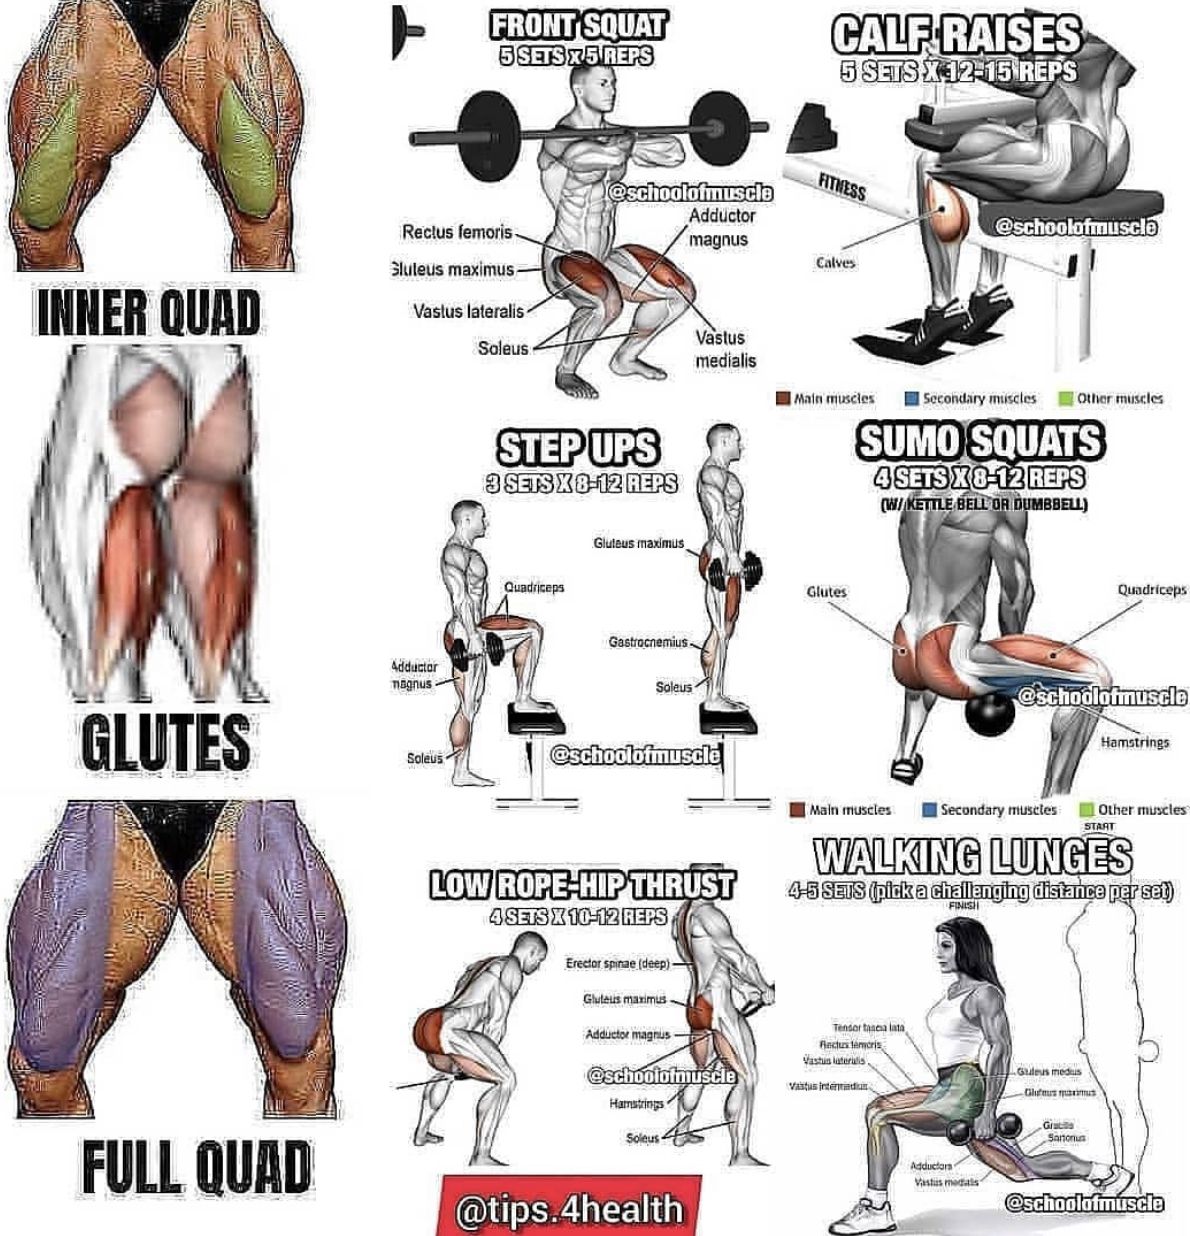 INNER QUAD
GLUTES
FULL QUAD
FRONT SQUAT
5 SETS X 5 REPS
@schoolofmuscle
Rectus femoris
Gluteus maximus
Vastus lateralis
Soleus
Adductor
magnus
Vastus
medialis
CALF RAISES
5 SETS X 12-15 REPS
FITNESS
@schoolofmuscle
Calves
Main muscles
Secondary muscles
Other muscles
STEP UPS
3 SETS X 8-12 REPS
Gluteus maximus
Quadriceps
Gastrocnemius
Adductor
magnus
Soleus
Soleus
@schoolofmuscle
SUMO SQUATS
4 SETS X 8-12 REPS
(W/ KETTLE BELL OR DUMBBELL)
Glutes
Quadriceps
@schoolofmuscle
Hamstrings
Main muscles
Secondary muscles
Other muscles
LOW ROPE-HIP THRUST
4 SETS X 10-12 REPS
Erector spinae (deep)
Gluteus maximus
Adductor magnus
@schoolofmuscle
Hamstrings
Soleus
@tips.4health
START
WALKING LUNGES
4-5 SETS (pick a challenging distance per set)
FINISH
Tensor fascia lata
Rectus femoris
Vastus lateralis
Vastus intermedius
Gluteus medius
Gluteus maximus
Gracilis
Sartorius
Adductors
Vastus medialis
@schoolofmuscle